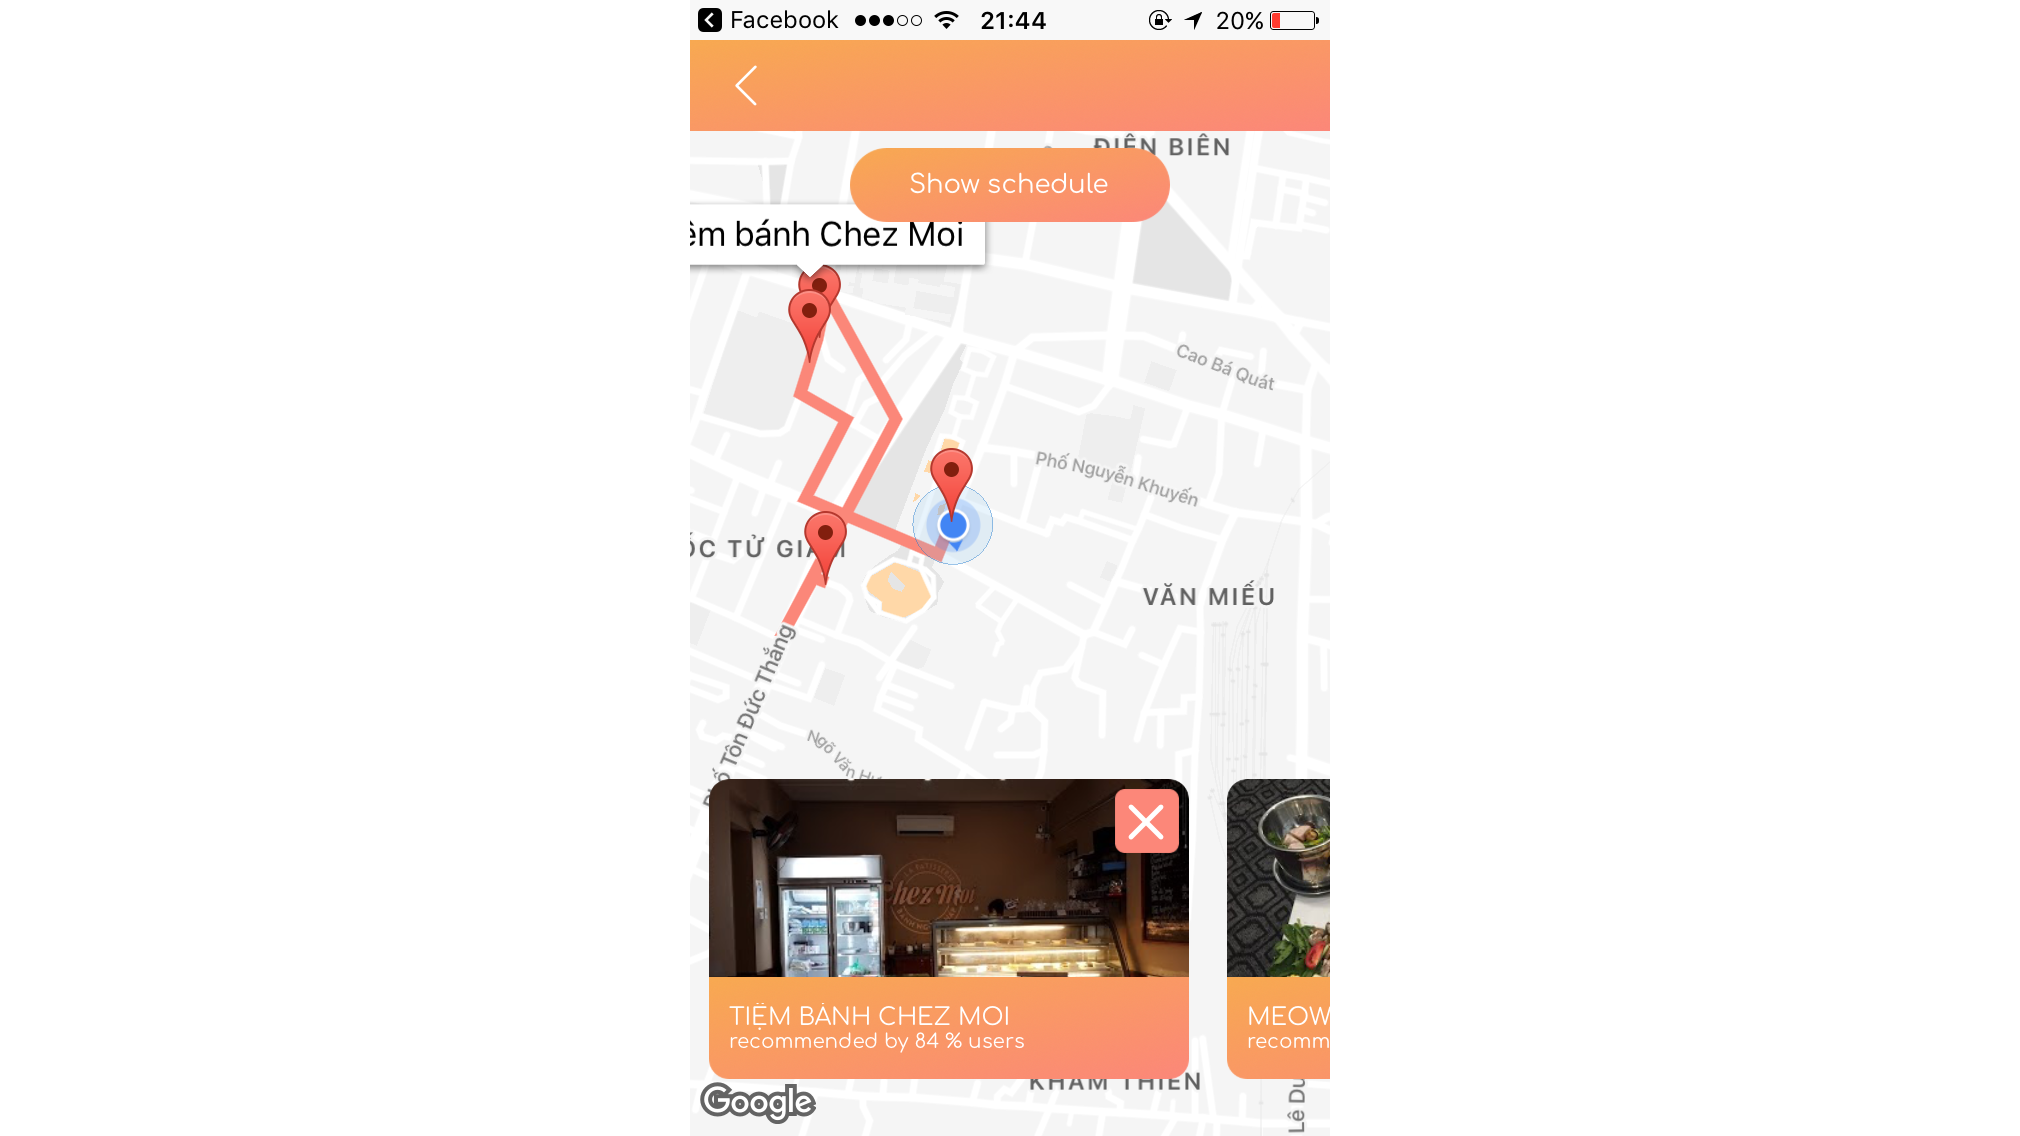 Facebook 21:44 20%
ĐIỆN BIÊN
Show schedule
ệm bánh Chez Moi
Cao Bá Quát
Phố Nguyễn Khuyến
ỐC TỬ GIÁM
VĂN MIẾU
Phố Tôn Đức Thắng
Ngõ Văn
Chez Moi
TIỆM BÁNH CHEZ MOI
recommended by 84 % users
MEOW
recomm
KHÂM THIÊN
Lê Du
Google